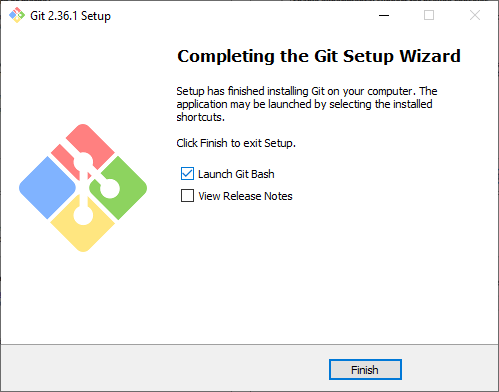 Git 2.36.1 Setup
Completing the Git Setup Wizard
Setup has finished installing Git on your computer. The
application may be launched by selecting the installed
shortcuts.
Click Finish to exit Setup.
Launch Git Bash
View Release Notes
Finish